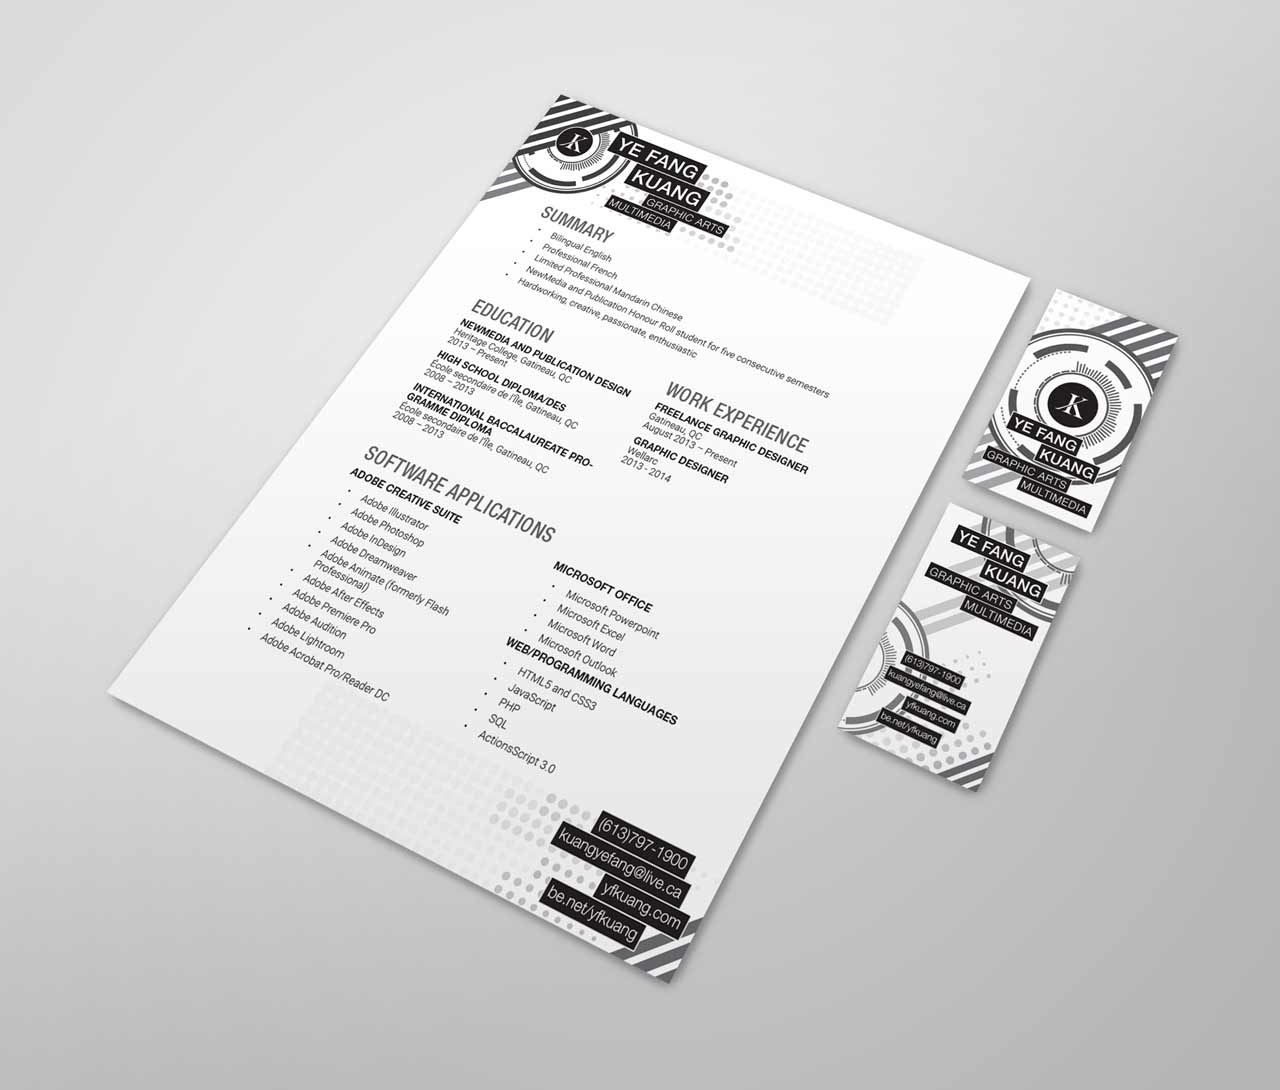 K
YE FANG
KUANG
GRAPHIC ARTS
MULTIMEDIA
SUMMARY
• Bilingual English
• Professional French
• Limited Professional Mandarin Chinese
• NewMedia and Publication Honour Roll student for five consecutive semesters
• Hardworking, creative, passionate, enthusiastic
EDUCATION
NEWMEDIA AND PUBLICATION DESIGN
Heritage College, Gatineau, QC
2013 – Present
HIGH SCHOOL DIPLOMA/DES
École secondaire de l'Île, Gatineau, QC
2008 – 2013
INTERNATIONAL BACCALAUREATE PRO-
GRAMME DIPLOMA
École secondaire de l'Île, Gatineau, QC
2008 – 2013
WORK EXPERIENCE
FREELANCE GRAPHIC DESIGNER
Gatineau, QC
August 2013 – Present
GRAPHIC DESIGNER
Wellarc
2013 - 2014
SOFTWARE APPLICATIONS
ADOBE CREATIVE SUITE
• Adobe Illustrator
• Adobe Photoshop
• Adobe InDesign
• Adobe Dreamweaver
• Adobe Animate (formerly Flash
Professional)
• Adobe After Effects
• Adobe Premiere Pro
• Adobe Audition
• Adobe Lightroom
• Adobe Acrobat Pro/Reader DC
MICROSOFT OFFICE
• Microsoft Powerpoint
• Microsoft Excel
• Microsoft Word
• Microsoft Outlook
WEB/PROGRAMMING LANGUAGES
• HTML5 and CSS3
• JavaScript
• PHP
• SQL
• ActionsScript 3.0
(613)797-1900
kuangyefang@live.ca
yfkuang.com
be.net/yfkuang
K
YE FANG
KUANG
GRAPHIC ARTS
MULTIMEDIA
YE FANG
KUANG
GRAPHIC ARTS
MULTIMEDIA
(613)797-1900
kuangyefang@live.ca
yfkuang.com
be.net/yfkuang